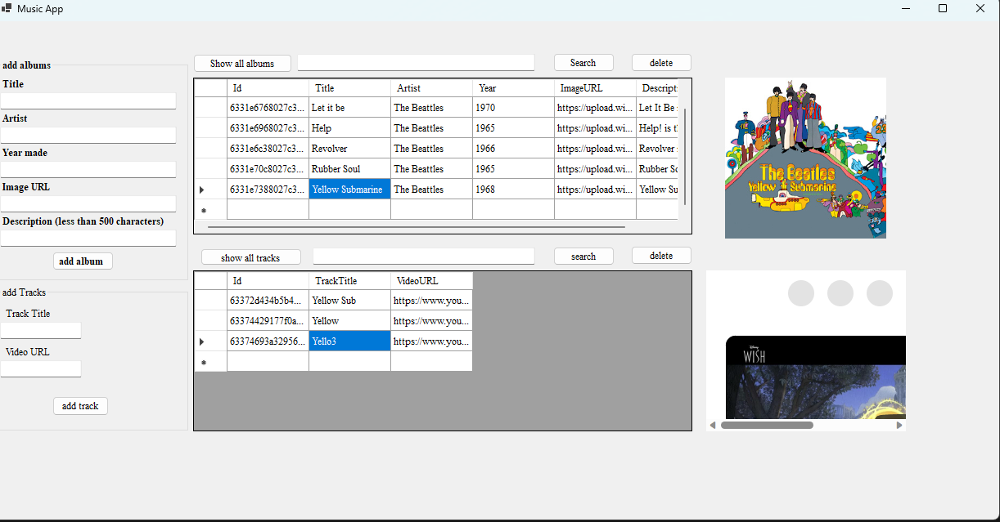 Music App
add albums
Title
Artist
Year made
Image URL
Description (less than 500 characters)
add album
add Tracks
Track Title
Video URL
add track
Show all albums Search delete
Id Title Artist Year ImageURL Descript
6331e6768027c3... Let it be The Beattles 1970 https://upload.wi... Let It Be
6331e6968027c3... Help The Beattles 1965 https://upload.wi... Help! is
6331e6c38027c3... Revolver The Beattles 1966 https://upload.wi... Revolver
6331e70c8027c3... Rubber Soul The Beattles 1965 https://upload.wi... Rubber So
6331e7388027c3... Yellow Submarine The Beattles 1968 https://upload.wi... Yellow Su
show all tracks search delete
Id TrackTitle VideoURL
63372d434b5b4... Yellow Sub https://www.you...
63374429177f0a... Yellow https://www.you...
63374693a32956... Yello3 https://www.you...
The Beatles
Yellow Submarine
Disney
WISH